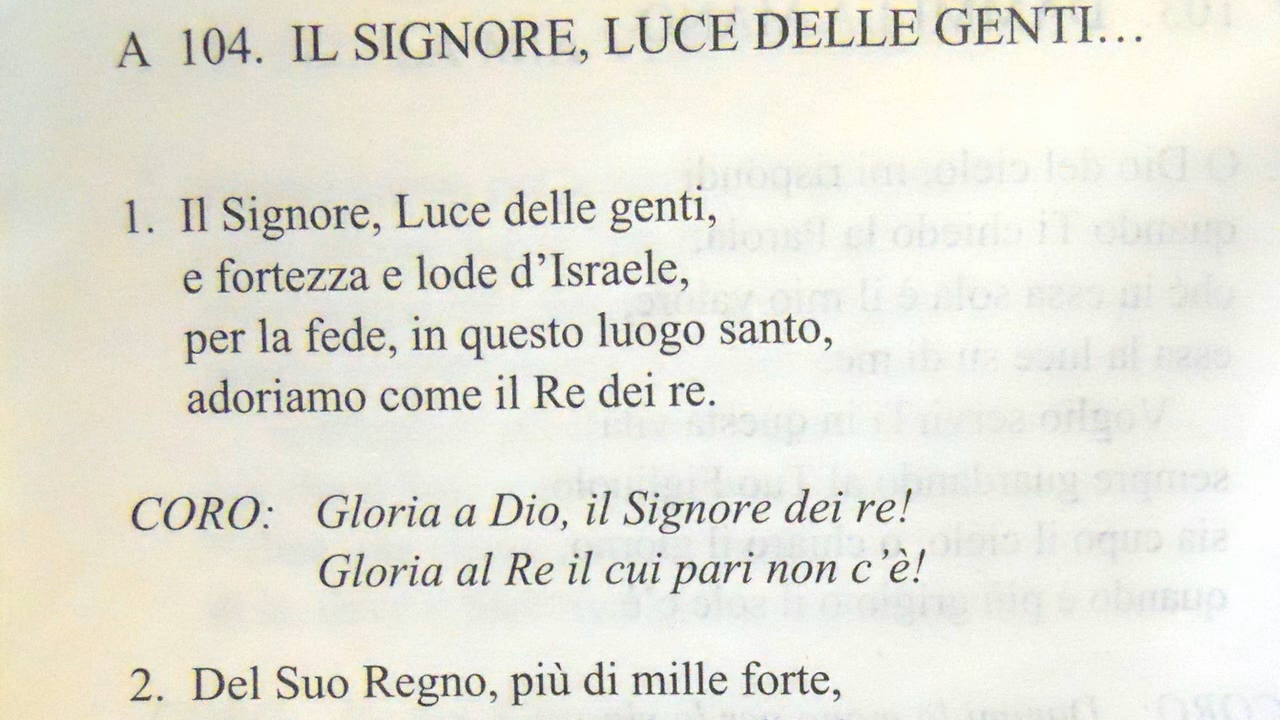 A 104. IL SIGNORE, LUCE DELLE GENTI...
1. Il Signore, Luce delle genti,
e fortezza e lode d’Israele,
per la fede, in questo luogo santo,
adoriamo come il Re dei re.
CORO: Gloria a Dio, il Signore dei re!
Gloria al Re il cui pari non c’è!
2. Del Suo Regno, più di mille forte,